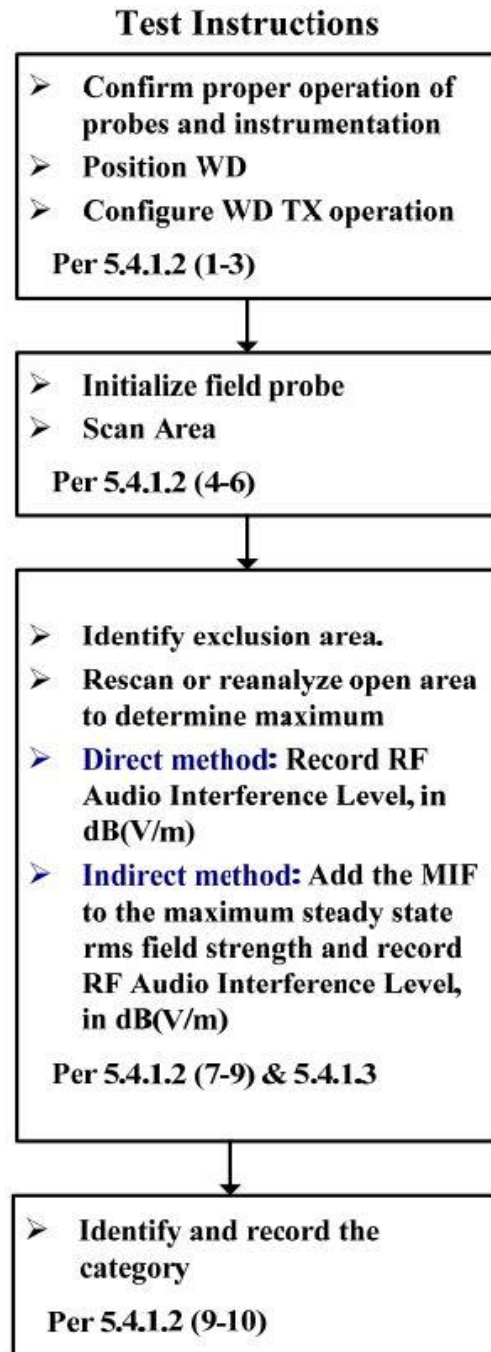 Test Instructions
➤ Confirm proper operation of
probes and instrumentation
➤ Position WD
➤ Configure WD TX operation
Per 5.4.1.2 (1-3)
➤ Initialize field probe
➤ Scan Area
Per 5.4.1.2 (4-6)
➤ Identify exclusion area.
➤ Rescan or reanalyze open area
to determine maximum
➤ Direct method: Record RF
Audio Interference Level, in
dB(V/m)
➤ Indirect method: Add the MIF
to the maximum steady state
rms field strength and record
RF Audio Interference Level,
in dB(V/m)
Per 5.4.1.2 (7-9) & 5.4.1.3
➤ Identify and record the
category
Per 5.4.1.2 (9-10)